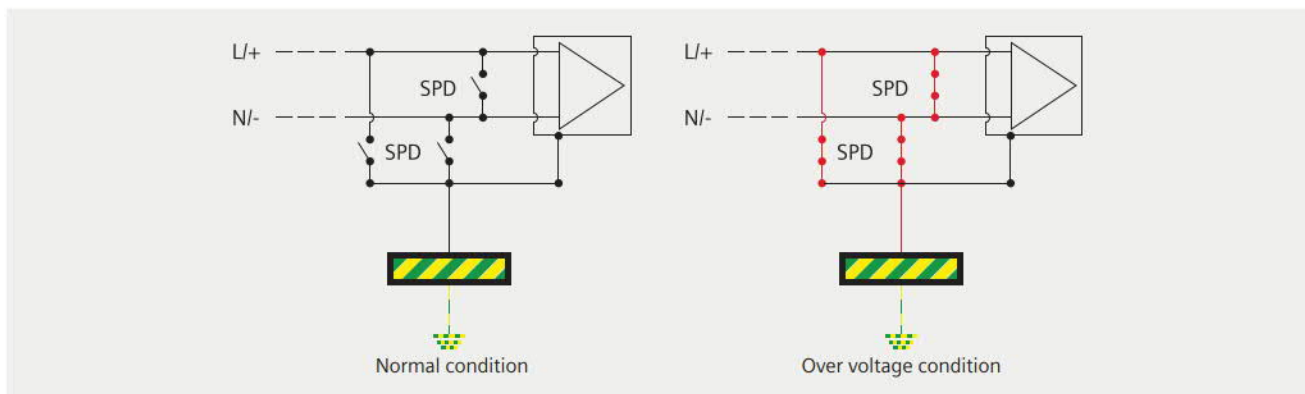 L/+
SPD
N/-
SPD
Normal condition
L/+
SPD
N/-
SPD
Over voltage condition